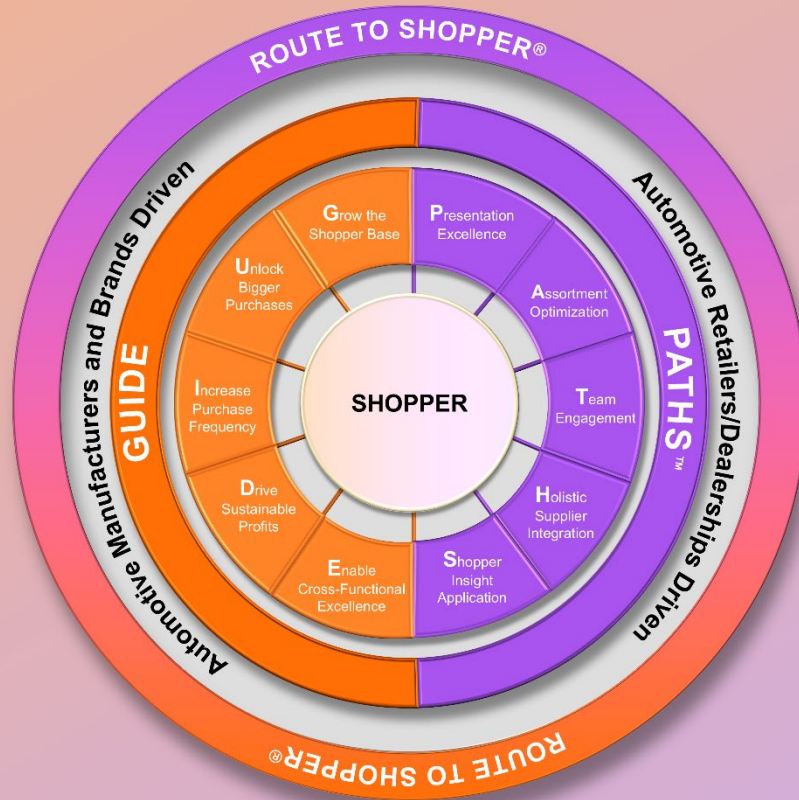 ROUTE TO SHOPPER®
Automotive Manufacturers and Brands Driven
Automotive Retailers/Dealerships Driven
GUIDE
PATHS™
Grow the
Shopper Base
Unlock
Bigger
Purchases
Increase
Purchase
Frequency
Drive
Sustainable
Profits
Enable
Cross-Functional
Excellence
Presentation
Excellence
Assortment
Optimization
Team
Engagement
Holistic
Supplier
Integration
Shopper
Insight
Application
SHOPPER
ROUTE TO SHOPPER®